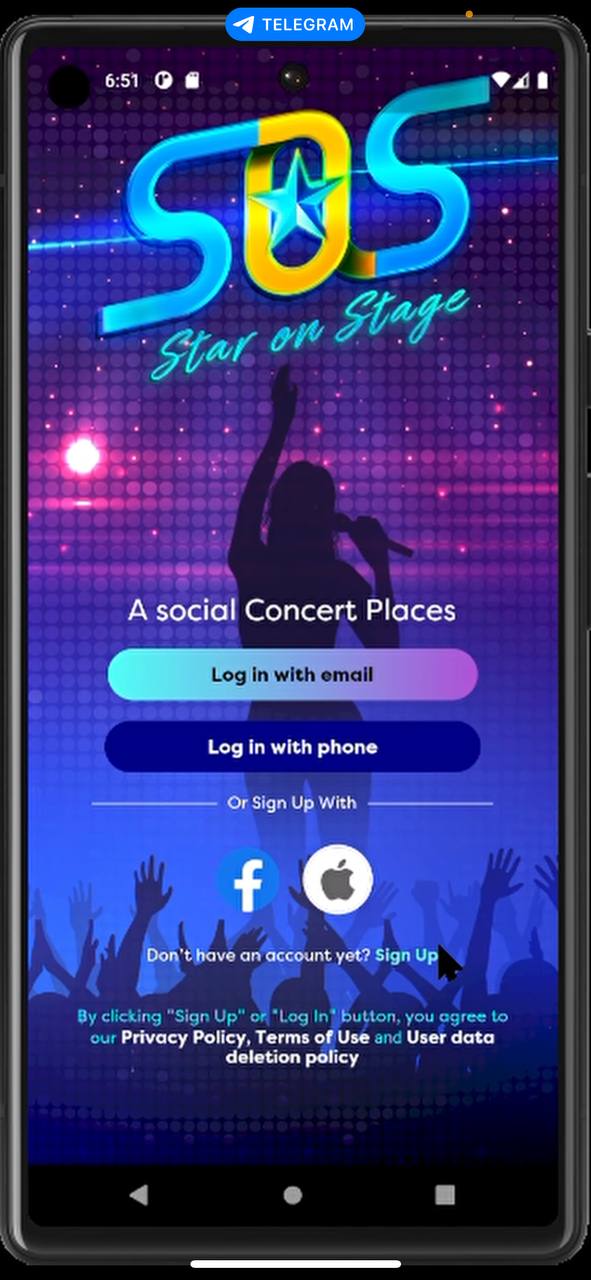 TELEGRAM
6:51
SOS
Star on Stage
A social Concert Places
Log in with email
Log in with phone
Or Sign Up With
Don't have an account yet? Sign Up
By clicking "Sign Up" or "Log In" button, you agree to
our Privacy Policy, Terms of Use and User data
deletion policy